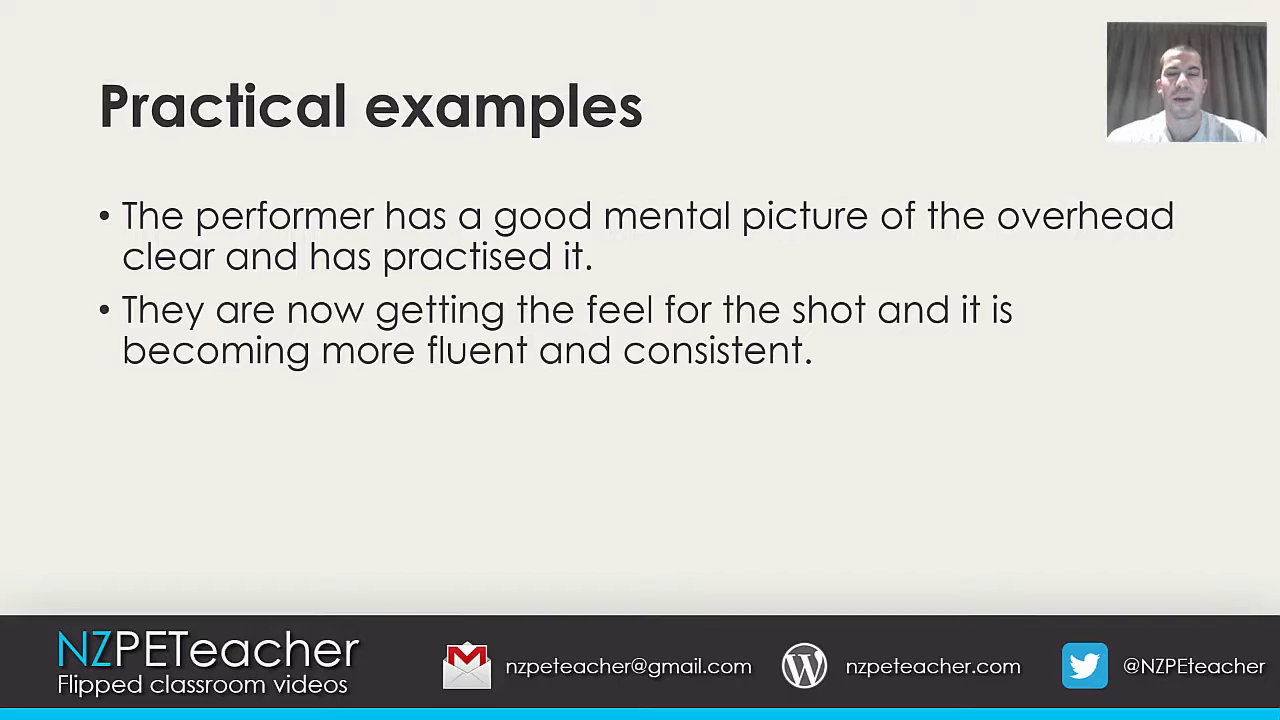 Practical examples
• The performer has a good mental picture of the overhead
clear and has practised it.
• They are now getting the feel for the shot and it is
becoming more fluent and consistent.
NZPETeacher
Flipped classroom videos
nzpeteacher@gmail.com
nzpeteacher.com
@NZPEteacher